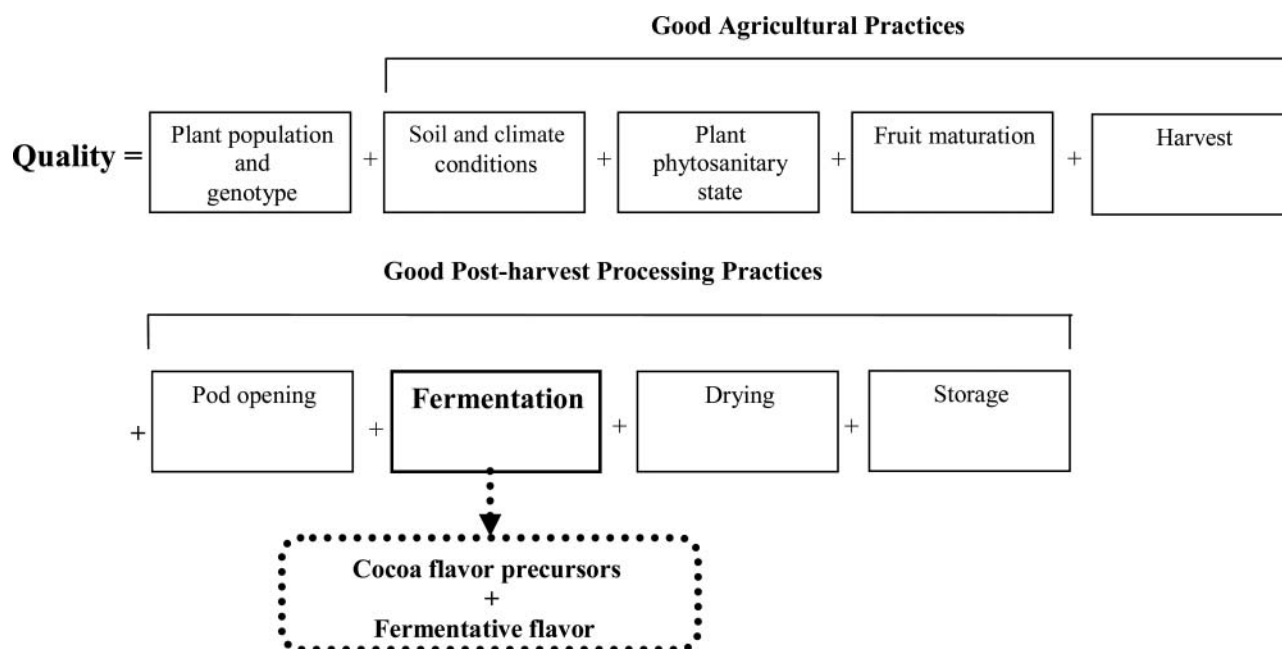 Good Agricultural Practices
Quality =
Plant population
and
genotype
+
Soil and climate
conditions
+
Plant
phytosanitary
state
+
Fruit maturation
+
Harvest
Good Post-harvest Processing Practices
+
Pod opening
+
Fermentation
+
Drying
+
Storage
Cocoa flavor precursors
+
Fermentative flavor